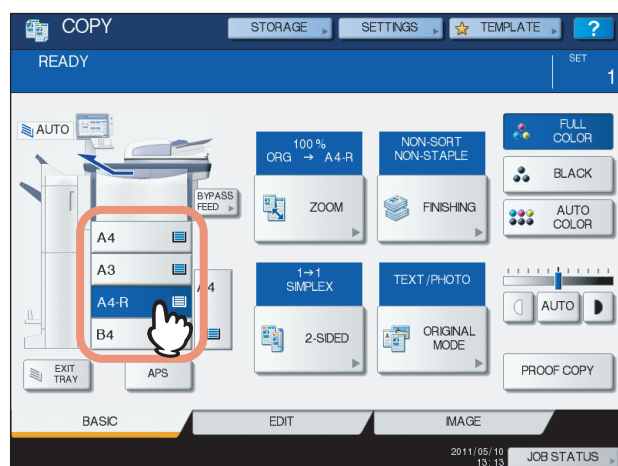 COPY
STORAGE
SETTINGS
TEMPLATE
?
READY
SET
1
AUTO
100 %
ORG → A4-R
NON-SORT
NON-STAPLE
FULL
COLOR
BYPASS
FEED
ZOOM
FINISHING
BLACK
A4
AUTO
COLOR
A3
A4
1→1
SIMPLEX
TEXT/PHOTO
A4-R
AUTO
B4
2-SIDED
ORIGINAL
MODE
EXIT
TRAY
APS
PROOF COPY
BASIC
EDIT
IMAGE
2011/05/10
13:13
JOB STATUS